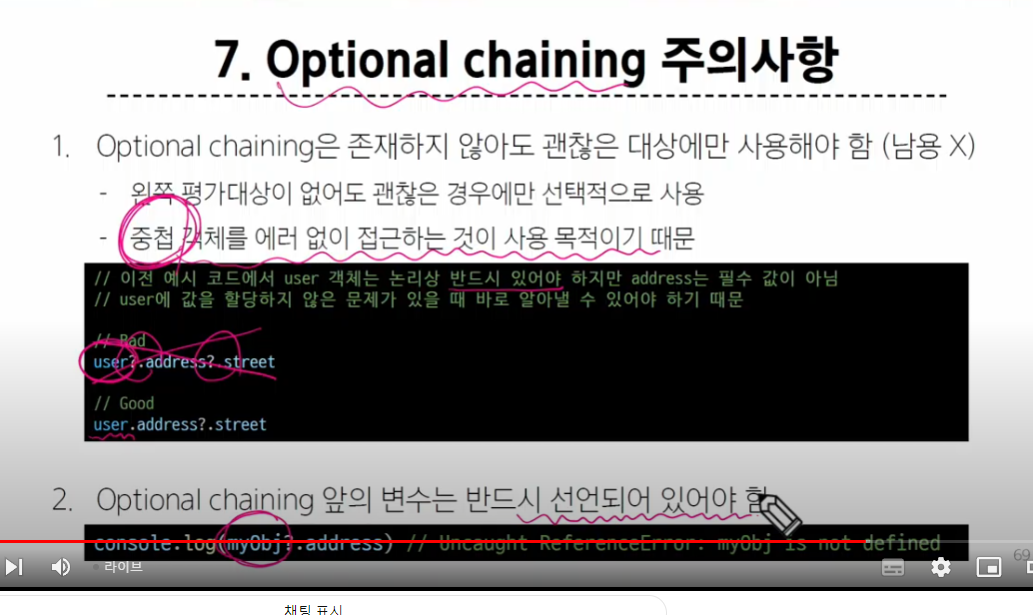 7. Optional chaining 주의사항
1. Optional chaining은 존재하지 않아도 괜찮은 대상에만 사용해야 함 (남용 X)
- 왼쪽 평가대상이 없어도 괜찮은 경우에만 선택적으로 사용
- 중첩 객체를 에러 없이 접근하는 것이 사용 목적이기 때문
// 이전 예시 코드에서 user 객체는 논리상 반드시 있어야 하지만 address는 필수 값이 아님
// user에 값을 할당하지 않은 문제가 있을 때 바로 알아낼 수 있어야 하기 때문
// Bad
user?.address?.street
// Good
user.address?.street
2. Optional chaining 앞의 변수는 반드시 선언되어 있어야 함
console.log(myObj?.address) // Uncaught ReferenceError: myObj is not defined
69
라이브
채팅 표시